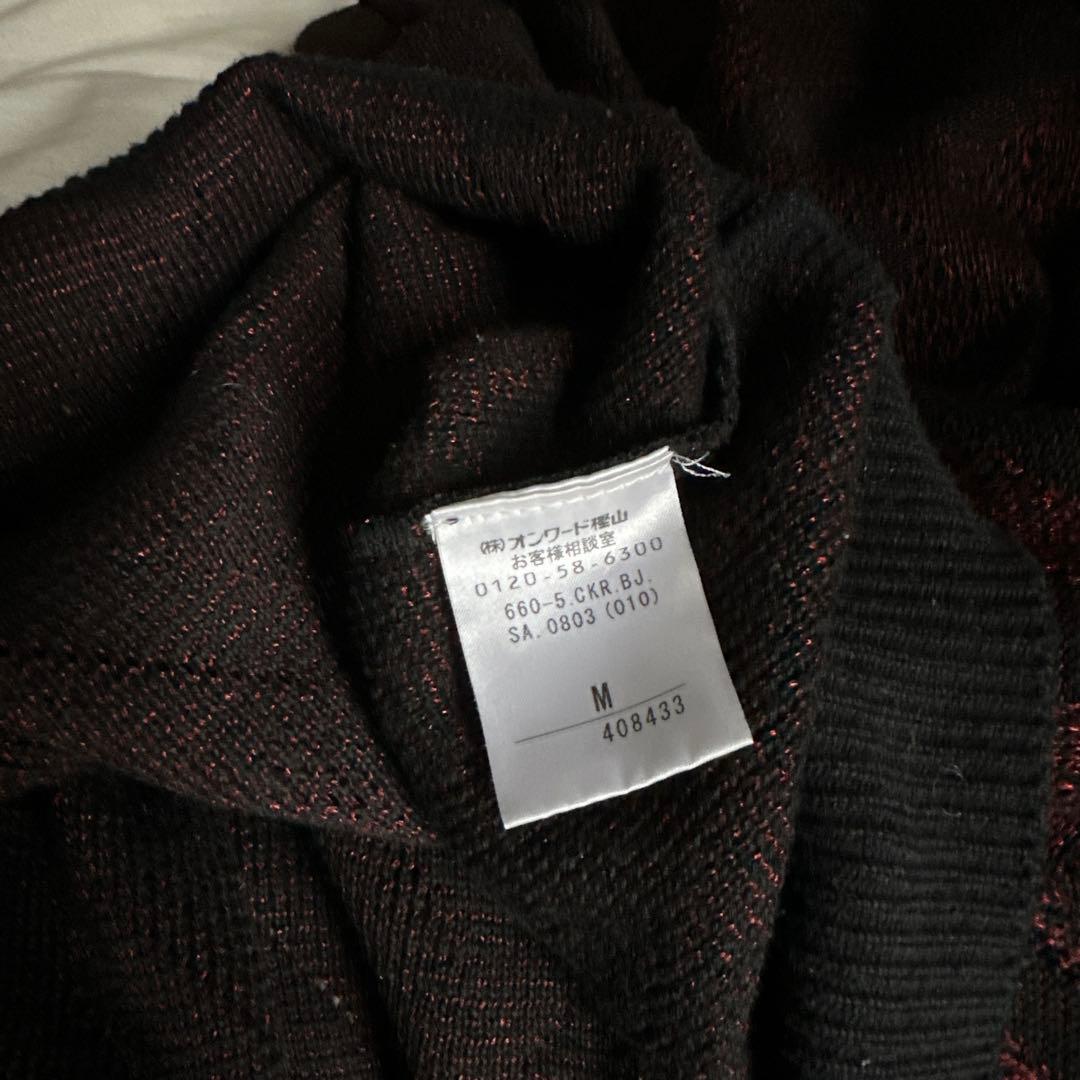 (株)オンワード樫山
お客様相談室
0120-58-6300
660-5.CKR.BJ.
SA.0803(010)
M
408433